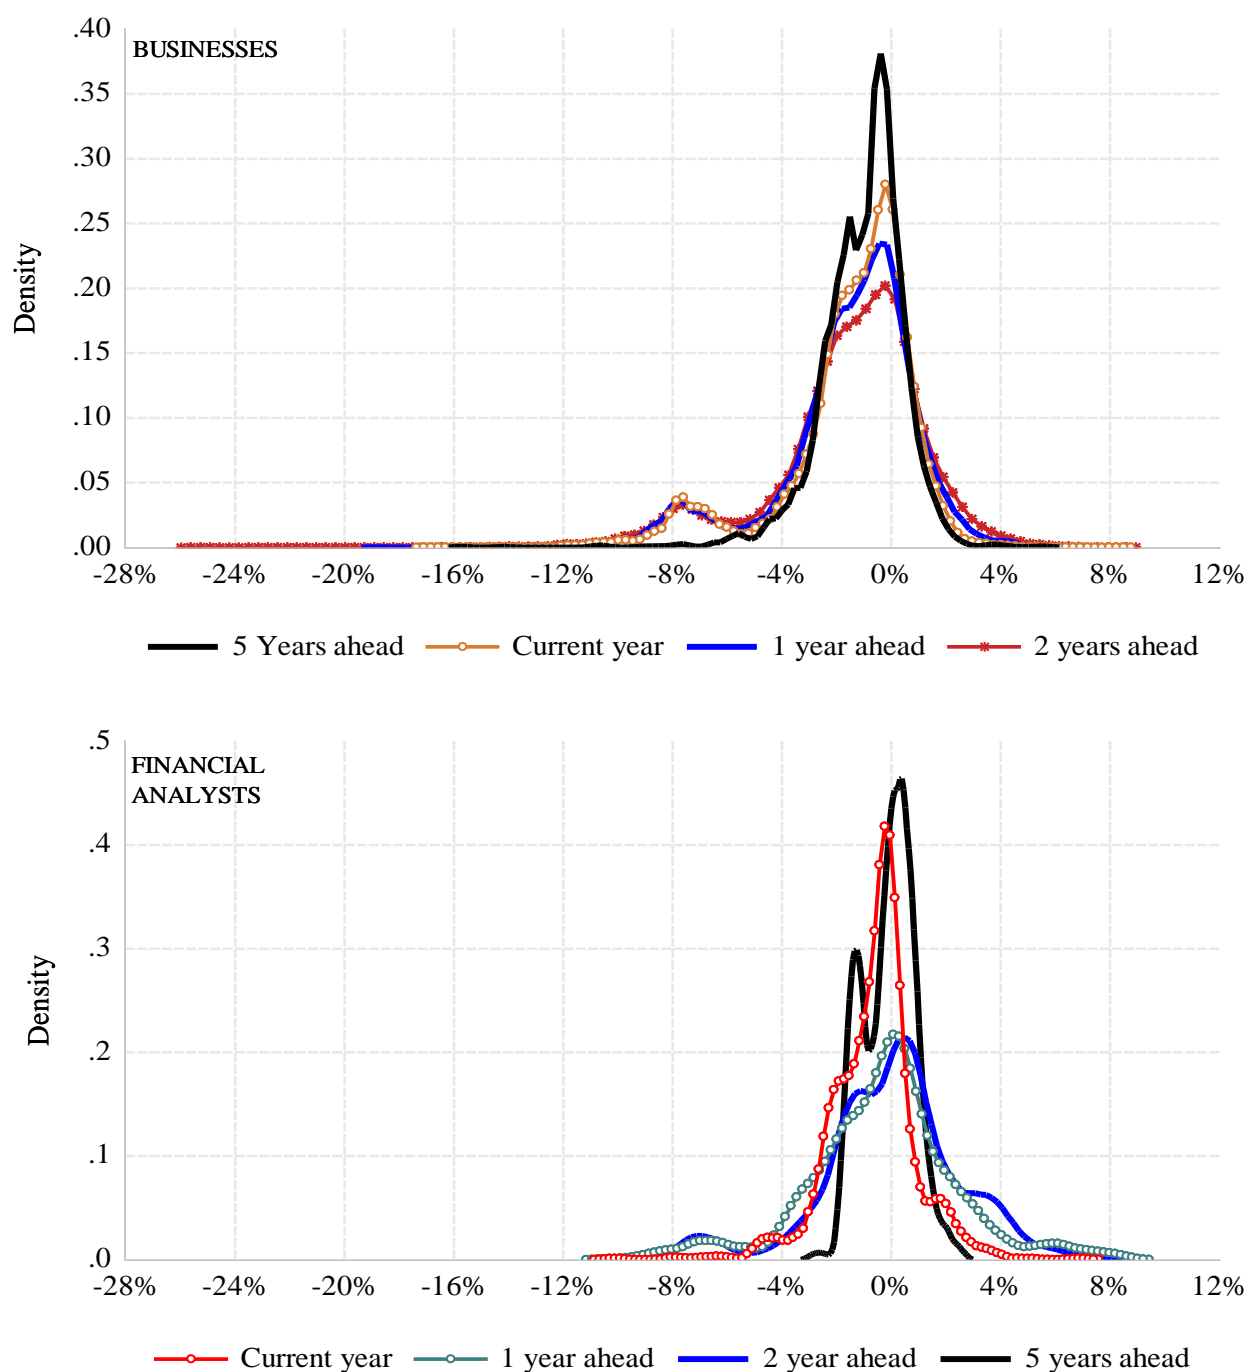 .40
BUSINESSES
.35
.30
.25
.20
.15
.10
.05
.00
Density
-28% -24% -20% -16% -12% -8% -4% 0% 4% 8% 12%
5 Years ahead Current year 1 year ahead 2 years ahead
.5
FINANCIAL
ANALYSTS
.4
.3
.2
.1
.0
Density
-28% -24% -20% -16% -12% -8% -4% 0% 4% 8% 12%
Current year 1 year ahead 2 year ahead 5 years ahead